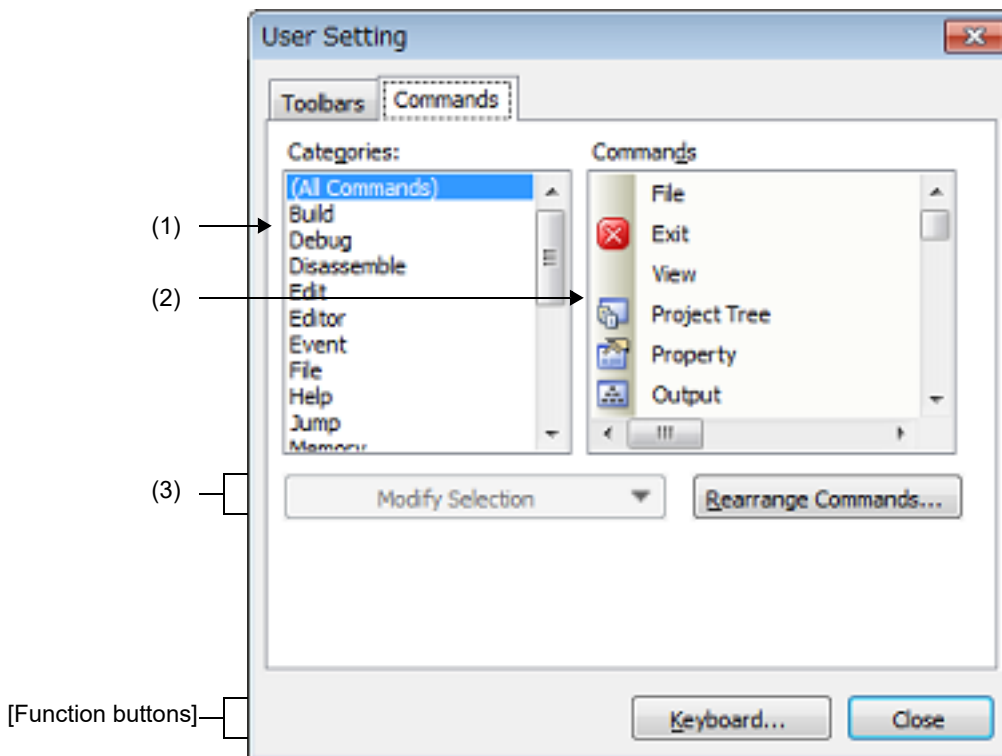 User Setting
Toolbars
Commands
Categories:
(All Commands)
Build
Debug
Disassemble
Edit
Editor
Event
File
Help
Jump
Memory
Commands
File
Exit
View
Project Tree
Property
Output
Modify Selection
Rearrange Commands...
Keyboard...
Close
(1)
(2)
(3)
[Function buttons]